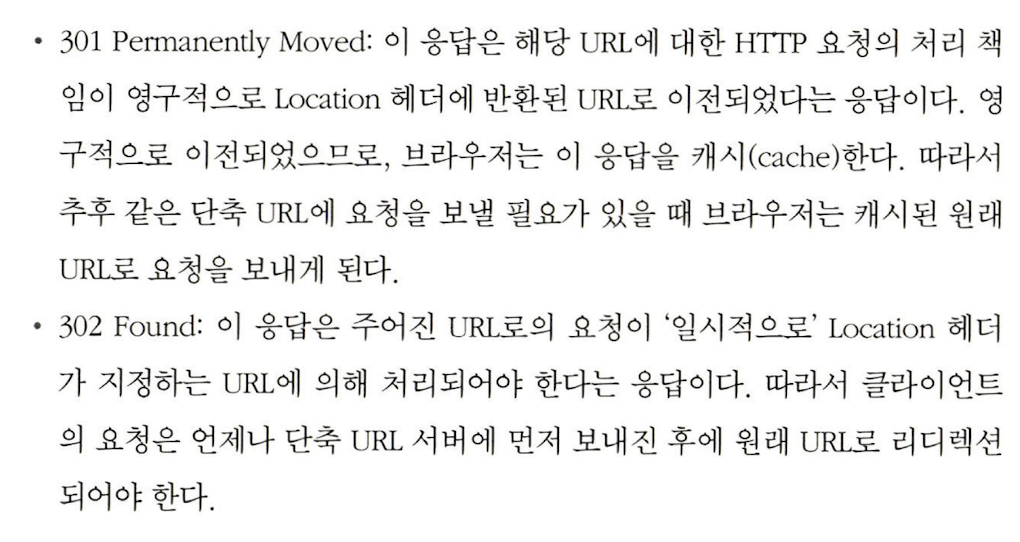 • 301 Permanently Moved: 이 응답은 해당 URL에 대한 HTTP 요청의 처리 책
임이 영구적으로 Location 헤더에 반환된 URL로 이전되었다는 응답이다. 영
구적으로 이전되었으므로, 브라우저는 이 응답을 캐시(cache)한다. 따라서
추후 같은 단축 URL에 요청을 보낼 필요가 있을 때 브라우저는 캐시된 원래
URL로 요청을 보내게 된다.
• 302 Found: 이 응답은 주어진 URL로의 요청이 ‘일시적으로’ Location 헤더
가 지정하는 URL에 의해 처리되어야 한다는 응답이다. 따라서 클라이언트
의 요청은 언제나 단축 URL 서버에 먼저 보내진 후에 원래 URL로 리디렉션
되어야 한다.